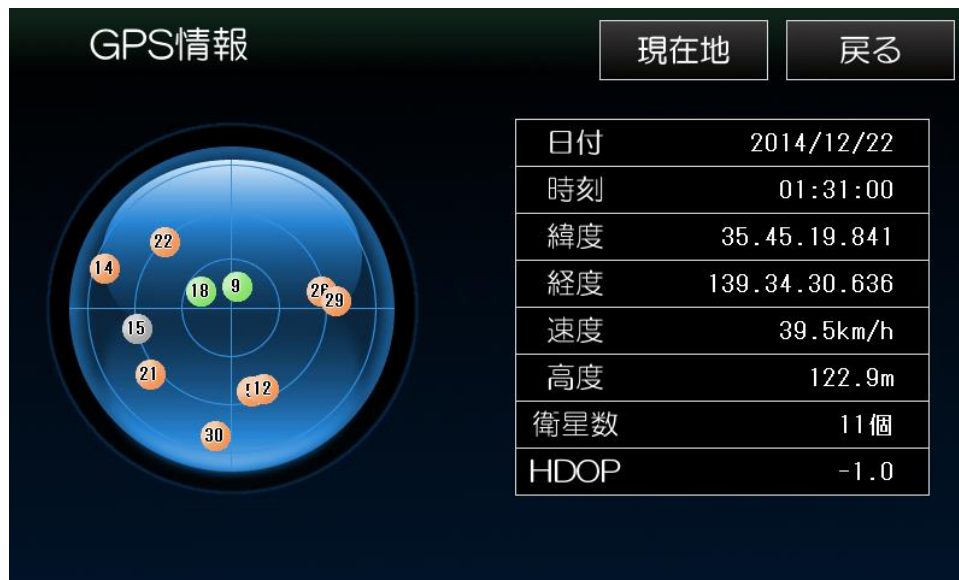 GPS情報
現在地
戻る
日付 2014/12/22
時刻 01:31:00
緯度 35.45.19.841
経度 139.34.30.636
速度 39.5km/h
高度 122.9m
衛星数 11個
HDOP -1.0
22
14
18
9
29
15
21
12
30